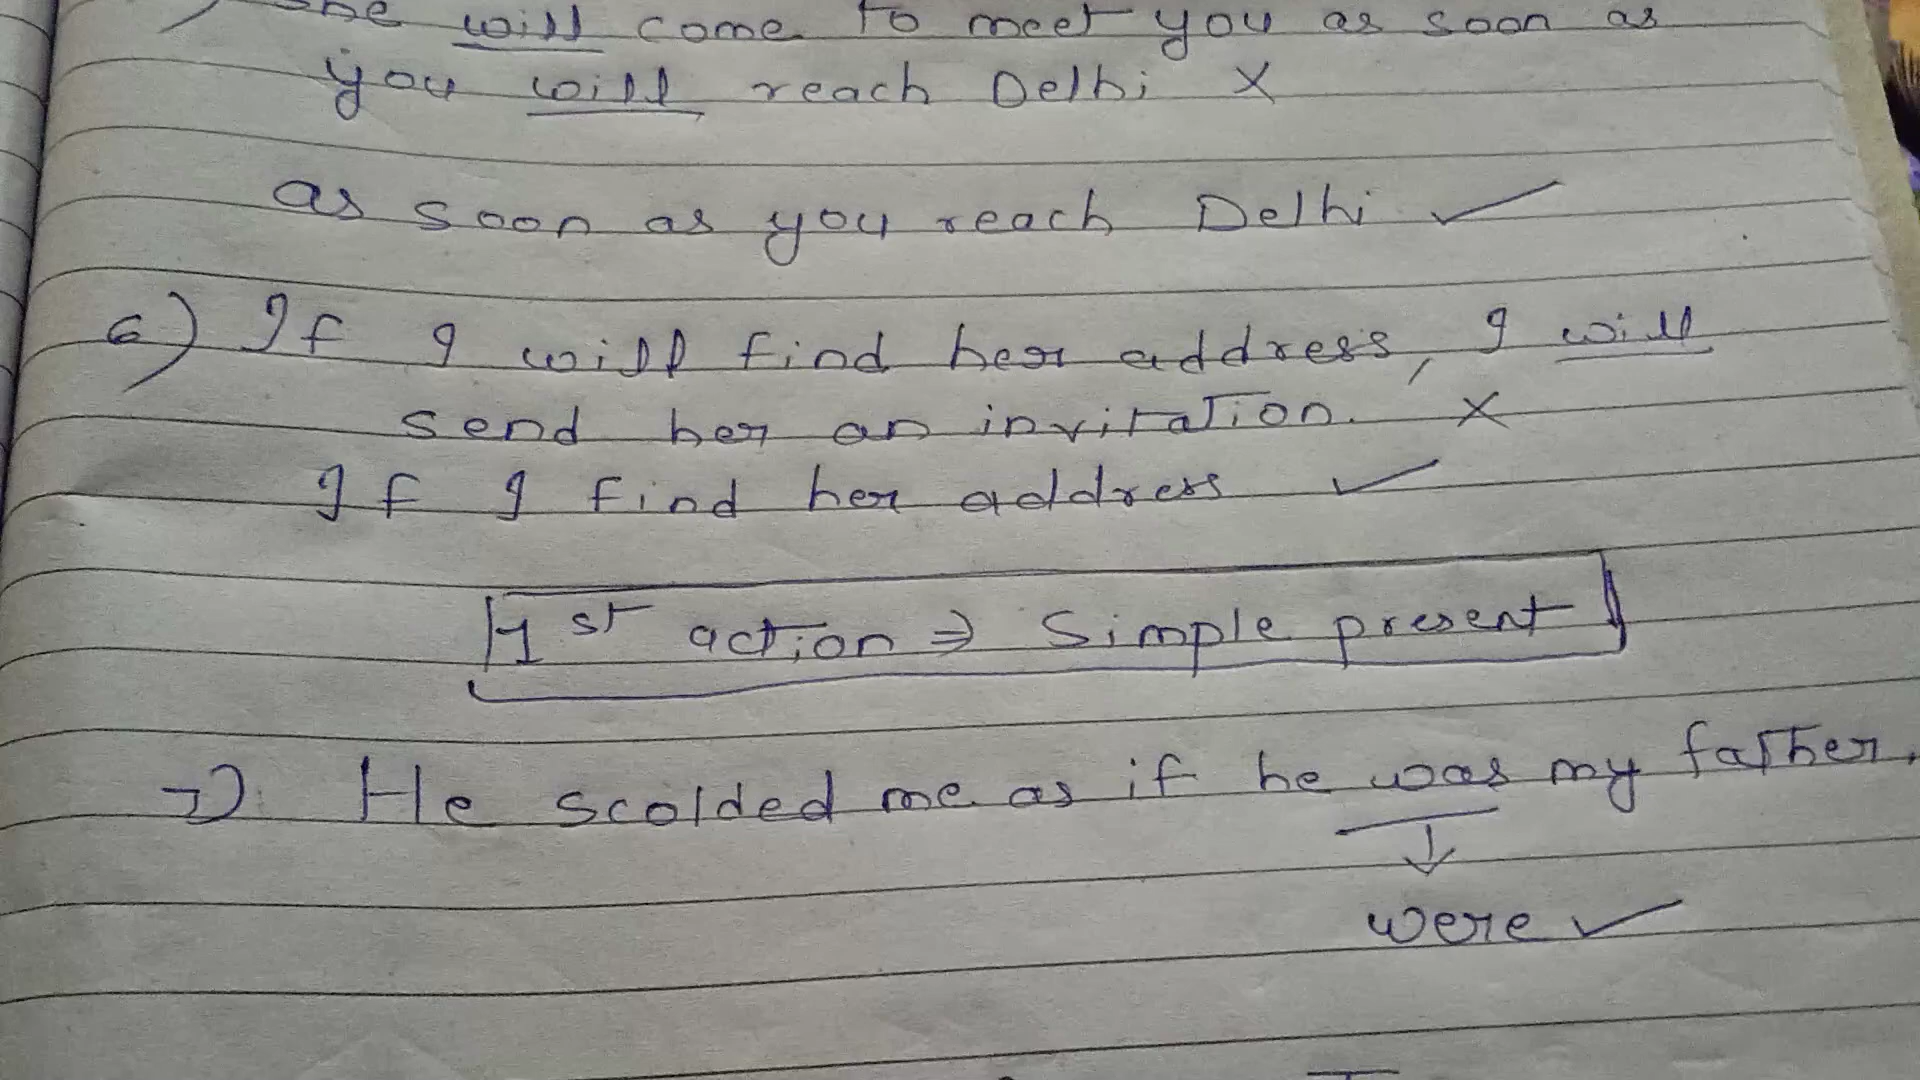 She will come to meet you as soon as
you will reach Delhi ×
as soon as you reach Delhi ✓
6) If I will find her address, I will
send her an invitation. ×
If I find her address ✓
1st action ⇒ Simple present
⇒ He scolded me as if he was my father.
↓
were ✓